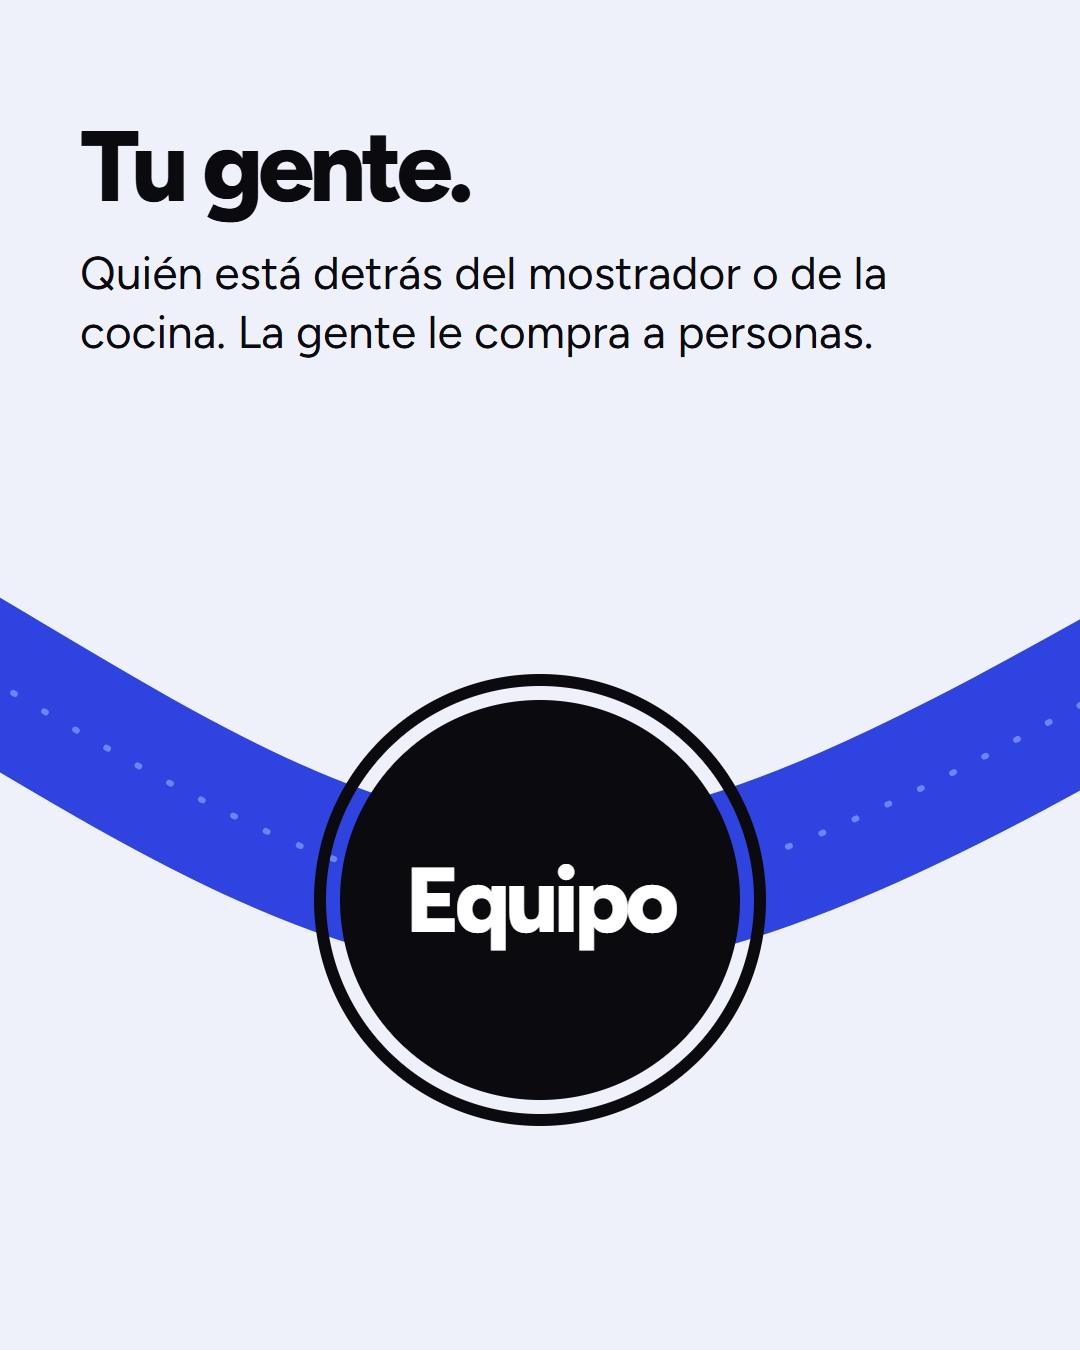 Tu gente.
Quién está detrás del mostrador o de la
cocina. La gente le compra a personas.
Equipo